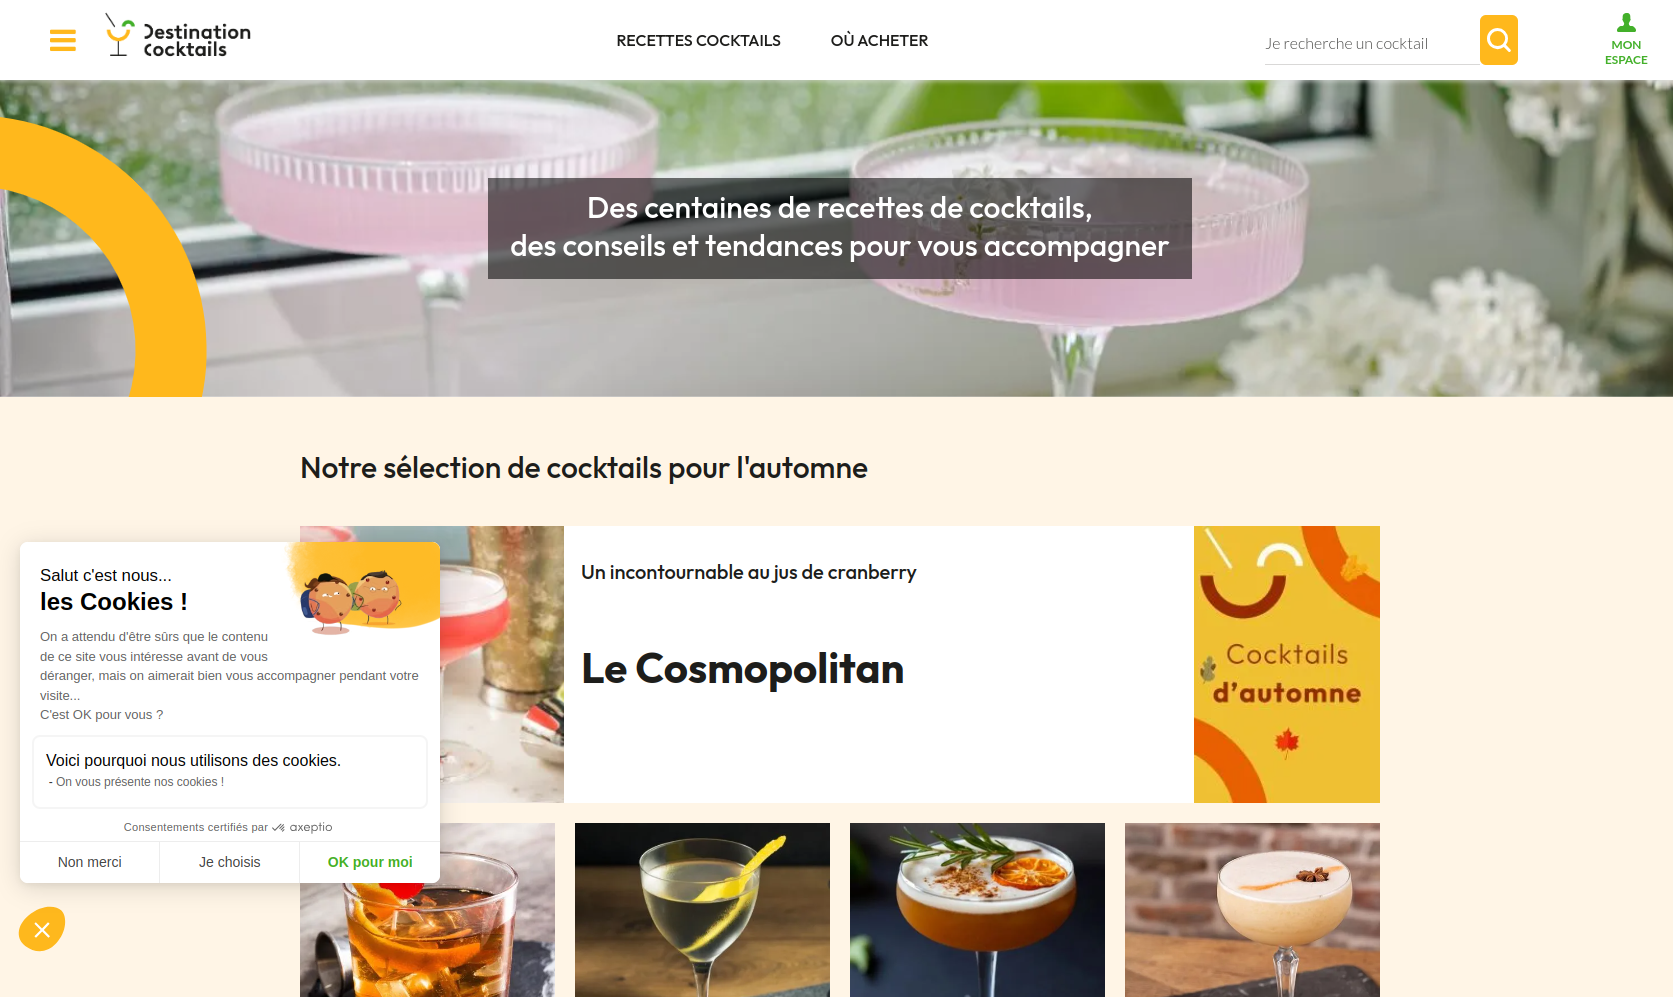 Destination
Cocktails
RECETTES COCKTAILS
OÙ ACHETER
Je recherche un cocktail
MON
ESPACE
Des centaines de recettes de cocktails,
des conseils et tendances pour vous accompagner
Notre sélection de cocktails pour l'automne
Un incontournable au jus de cranberry
Le Cosmopolitan
Cocktails
d'automne
Salut c'est nous...
les Cookies !
On a attendu d'être sûrs que le contenu
de ce site vous intéresse avant de vous
déranger, mais on aimerait bien vous accompagner pendant votre
visite...
C'est OK pour vous ?
Voici pourquoi nous utilisons des cookies.
- On vous présente nos cookies !
Consentements certifiés par axeptio
Non merci
Je choisis
OK pour moi